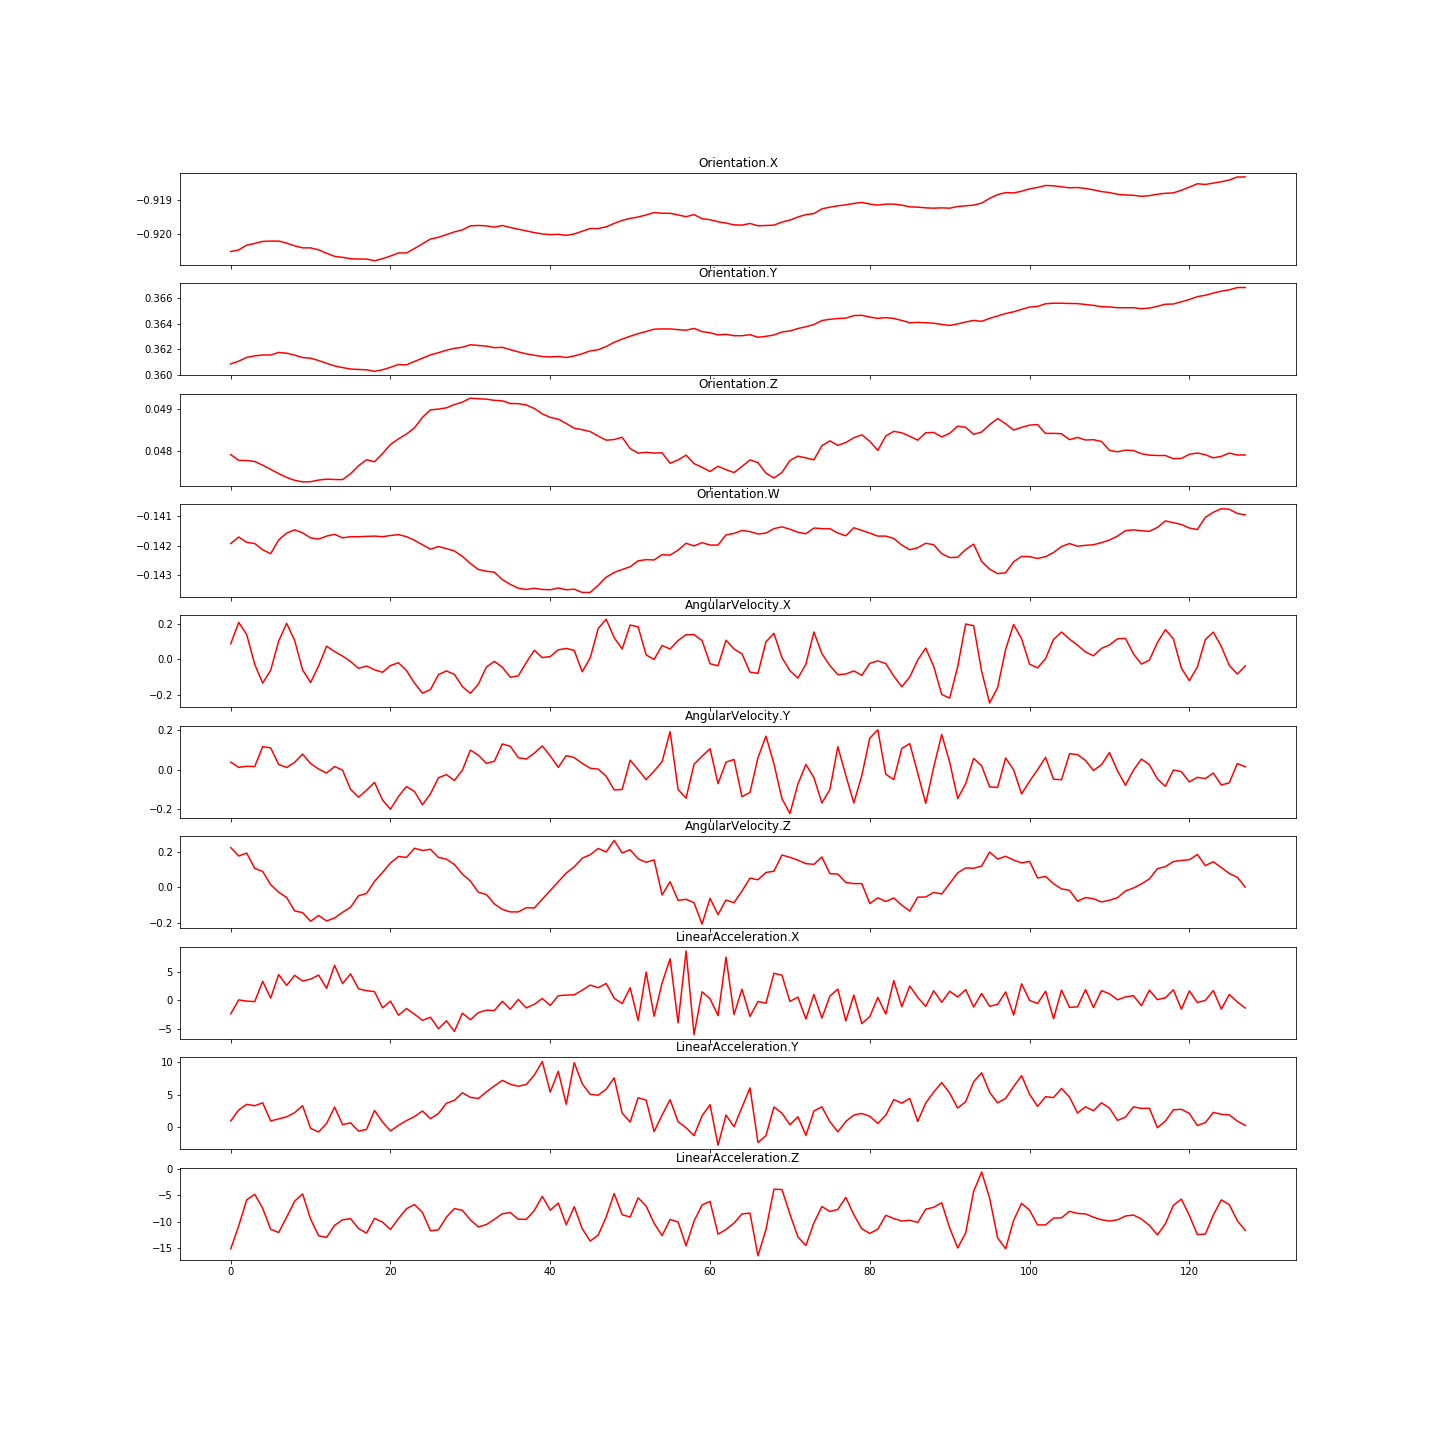 Orientation.X
−0.919
−0.920
Orientation.Y
0.366
0.364
0.362
0.360
Orientation.Z
0.049
0.048
Orientation.W
−0.141
−0.142
−0.143
AngularVelocity.X
0.2
0.0
−0.2
AngularVelocity.Y
0.2
0.0
−0.2
AngularVelocity.Z
0.2
0.0
−0.2
LinearAcceleration.X
5
0
−5
LinearAcceleration.Y
10
5
0
LinearAcceleration.Z
0
−5
−10
−15
0 20 40 60 80 100 120